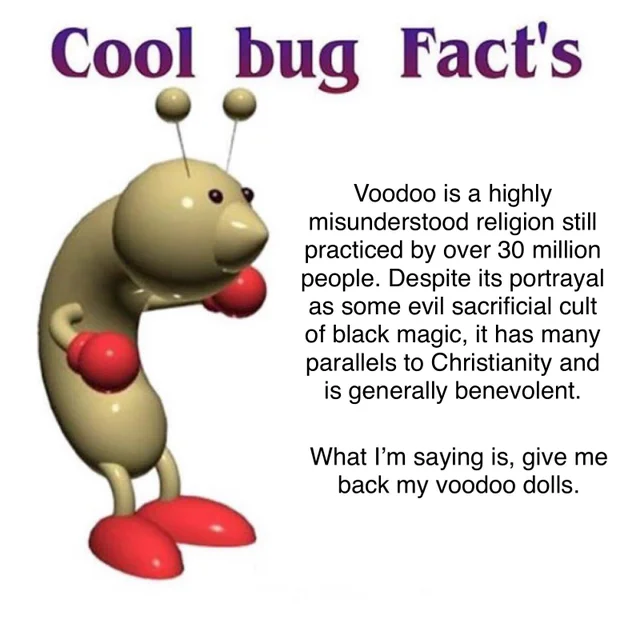 Cool bug Fact's
Voodoo is a highly
misunderstood religion still
practiced by over 30 million
people. Despite its portrayal
as some evil sacrificial cult
of black magic, it has many
parallels to Christianity and
is generally benevolent.
What I’m saying is, give me
back my voodoo dolls.